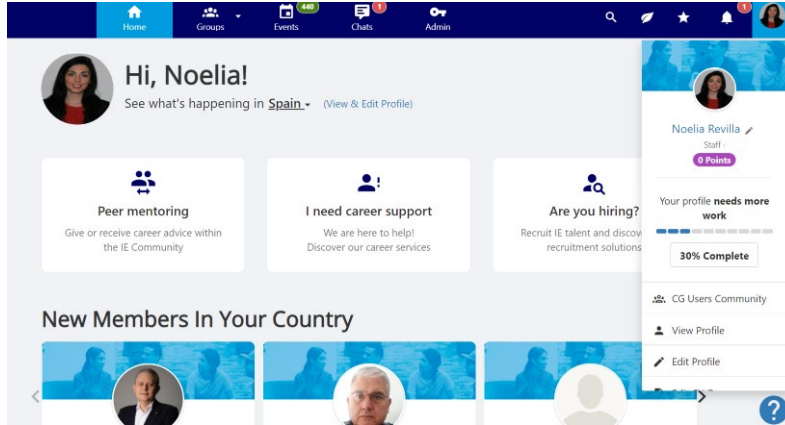 Home
Groups
440
Events
1
Chats
Admin
1
Hi, Noelia!
See what's happening in Spain
(View & Edit Profile)
Noelia Revilla
Staff -
0 Points
Your profile needs more
work
30% Complete
CG Users Community
View Profile
Edit Profile
Peer mentoring
Give or receive career advice within
the IE Community
I need career support
We are here to help!
Discover our career services
Are you hiring?
Recruit IE talent and discov
recruitment solutions
New Members In Your Country
?